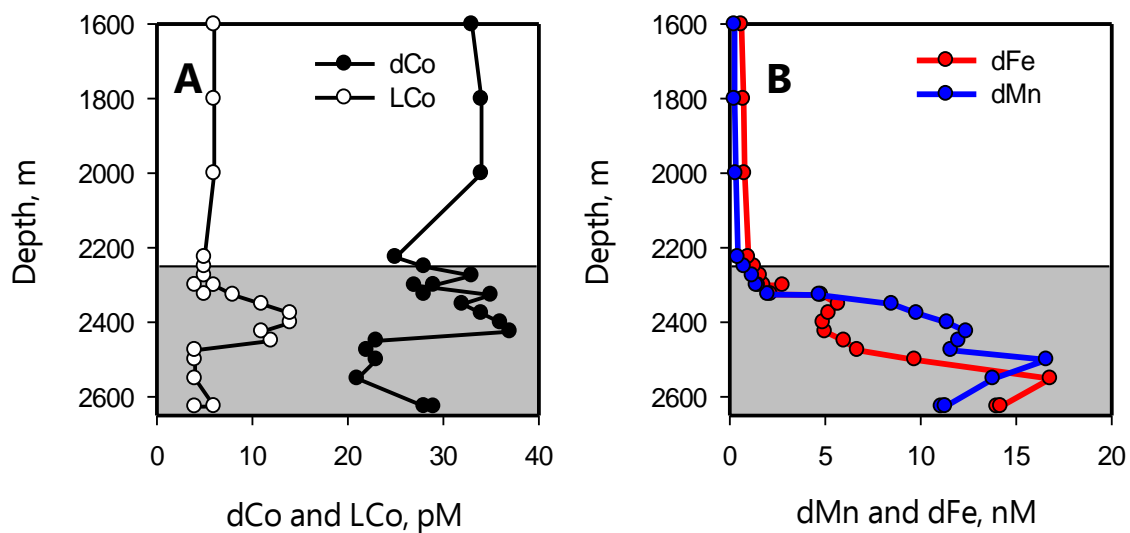 A
dCo
LCo
Depth, m
1600
1800
2000
2200
2400
2600
0 10 20 30 40
dCo and LCo, pM
B
dFe
dMn
Depth, m
1600
1800
2000
2200
2400
2600
0 5 10 15 20
dMn and dFe, nM